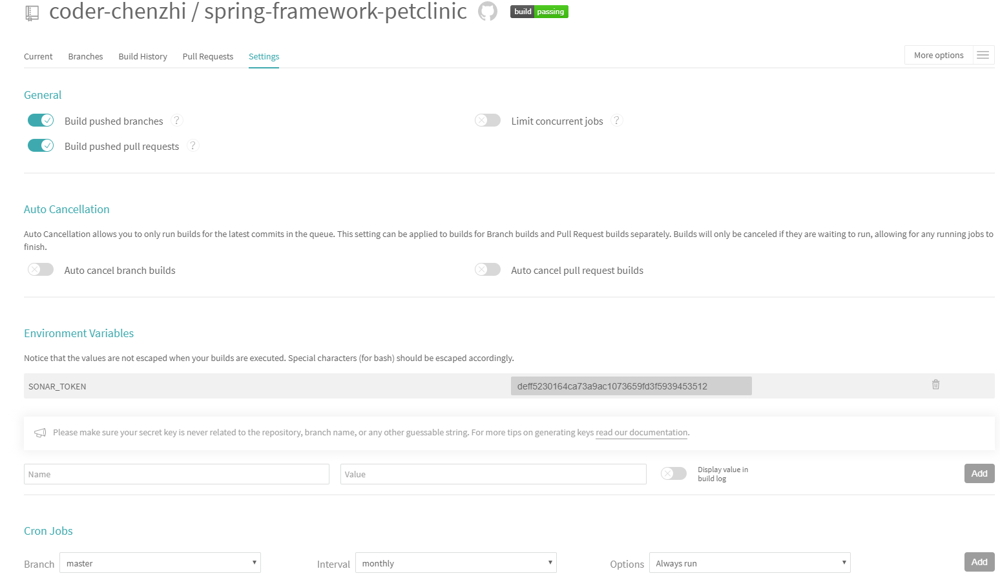 coder-chenzhi / spring-framework-petclinic build passing
Current Branches Build History Pull Requests Settings More options
General
Build pushed branches ? Limit concurrent jobs ?
Build pushed pull requests ?
Auto Cancellation
Auto Cancellation allows you to only run builds for the latest commits in the queue. This setting can be applied to builds for Branch builds and Pull Request builds separately. Builds will only be canceled if they are waiting to run, allowing for any running jobs to
finish.
Auto cancel branch builds Auto cancel pull request builds
Environment Variables
Notice that the values are not escaped when your builds are executed. Special characters (for bash) should be escaped accordingly.
SONAR_TOKEN deff5230164ca73a9ac1073659fd3f5939453512
Please make sure your secret key is never related to the repository, branch name, or any other guessable string. For more tips on generating keys read our documentation.
Name Value Display value in
build log Add
Cron Jobs
Branch master Interval monthly Options Always run Add